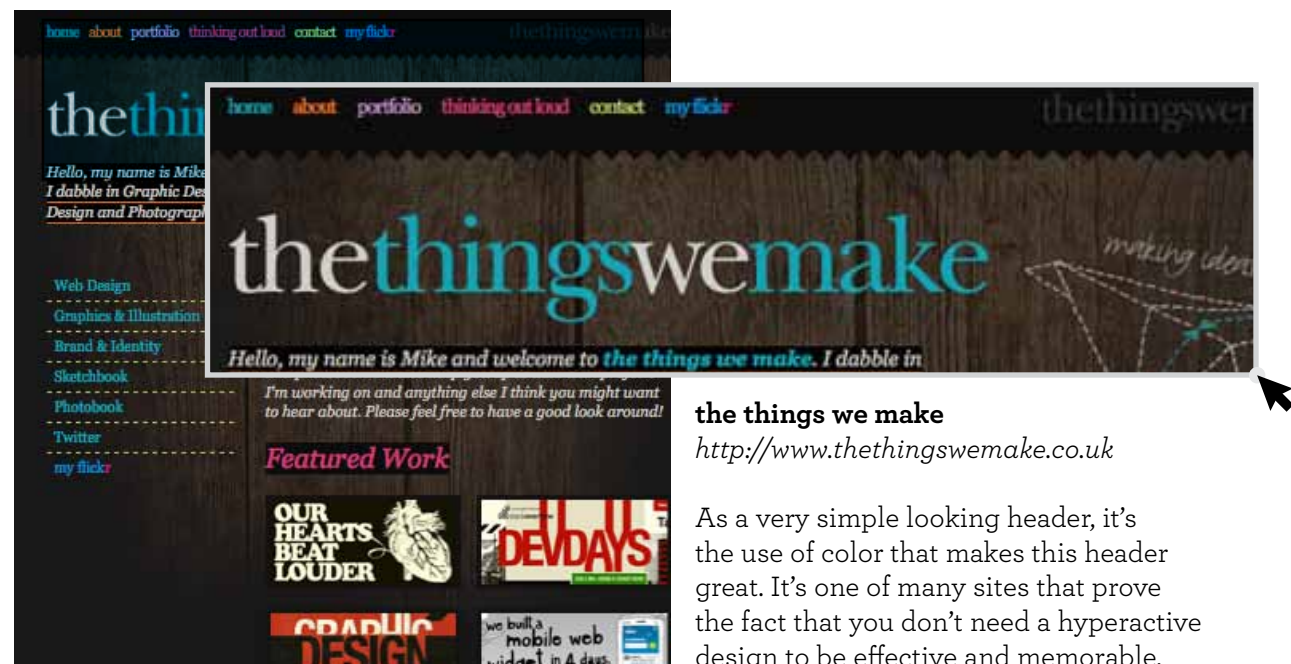 home about portfolio thinking out loud contact my flickr
thethingswemake
thethin
Hello, my name is Mike
I dabble in Graphic Des
Design and Photograph
home about portfolio thinking out loud contact my flickr
thethingswem
thethingswemake
making ideas
Hello, my name is Mike and welcome to the things we make. I dabble in
Web Design
Graphics & Illustration
Brand & Identity
Sketchbook
Photobook
Twitter
my flickr
I'm working on and anything else I think you might want
to hear about. Please feel free to have a good look around!
Featured Work
OUR
HEARTS
BEAT
LOUDER
DEVDAYS
GRAPHIC
DESIGN
we built a
mobile web
widget in 4 days.
the things we make
http://www.thethingswemake.co.uk
As a very simple looking header, it's
the use of color that makes this header
great. It's one of many sites that prove
the fact that you don't need a hyperactive
design to be effective and memorable.